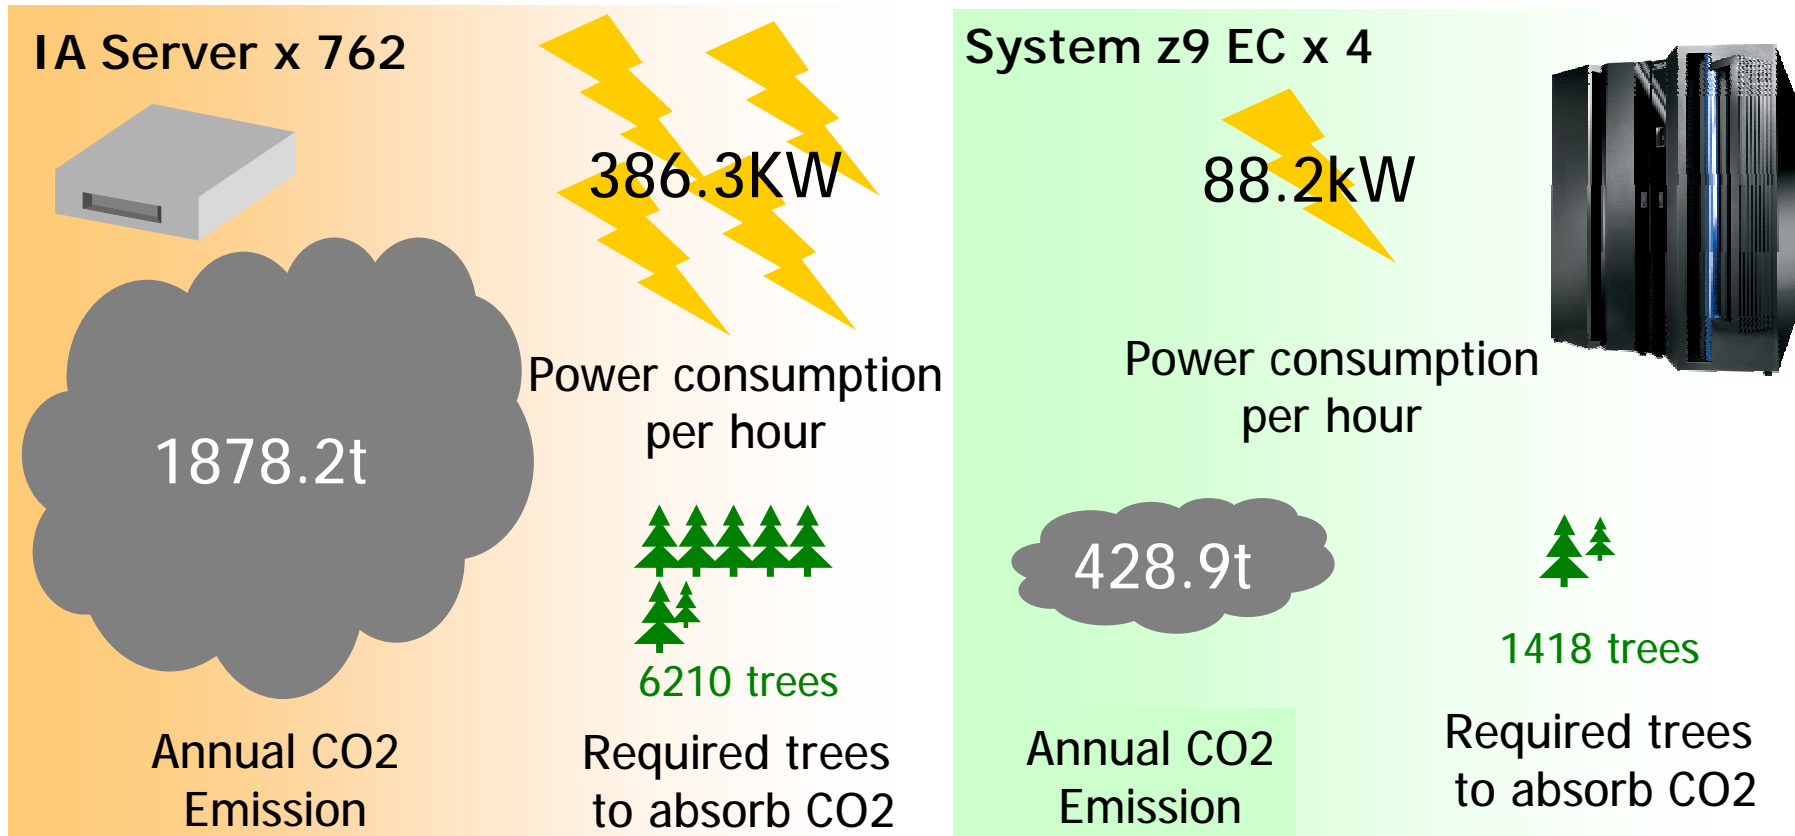 IA Server x 762
386.3KW
Power consumption
per hour
1878.2t
Annual CO2
Emission
6210 trees
Required trees
to absorb CO2
System z9 EC x 4
88.2kW
Power consumption
per hour
428.9t
Annual CO2
Emission
1418 trees
Required trees
to absorb CO2